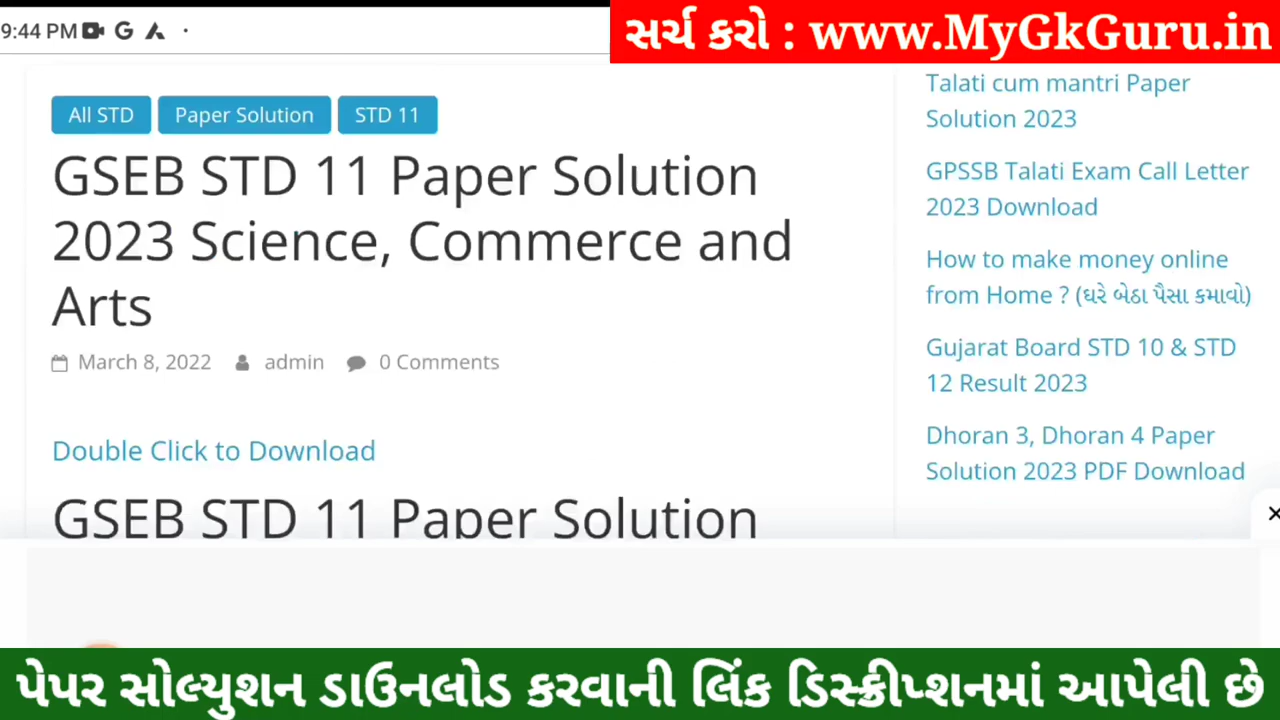 9:44 PM
સર્ચ કરો : www.MyGkGuru.in
All STD Paper Solution STD 11
GSEB STD 11 Paper Solution
2023 Science, Commerce and
Arts
March 8, 2022 admin 0 Comments
Double Click to Download
GSEB STD 11 Paper Solution
Talati cum mantri Paper
Solution 2023
GPSSB Talati Exam Call Letter
2023 Download
How to make money online
from Home ? (ઘરે બેઠા પૈસા કમાવો)
Gujarat Board STD 10 & STD
12 Result 2023
Dhoran 3, Dhoran 4 Paper
Solution 2023 PDF Download
પેપર સોલ્યુશન ડાઉનલોડ કરવાની લિંક ડિસ્ક્રીપ્શનમાં આપેલી છે